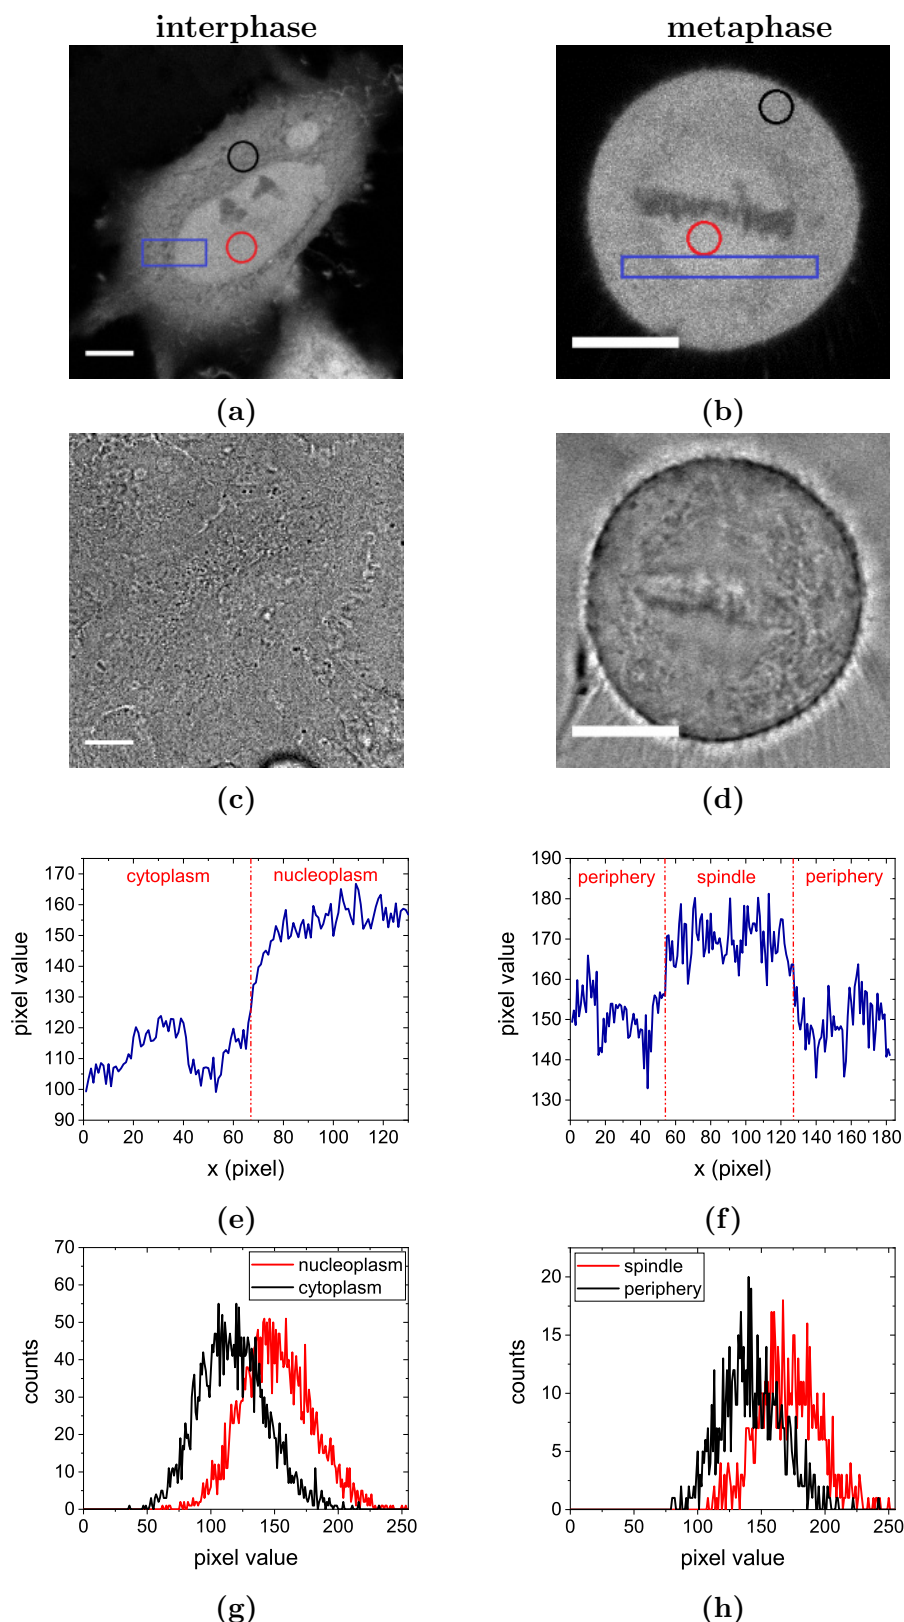 interphase
metaphase
(a)
(b)
(c)
(d)
170
160
150
140
130
120
110
100
90
pixel value
cytoplasm
nucleoplasm
0 20 40 60 80 100 120
x (pixel)
(e)
190
180
170
160
150
140
130
pixel value
periphery
spindle
periphery
0 20 40 60 80 100 120 140 160 180
x (pixel)
(f)
70
60
50
40
30
20
10
0
counts
nucleoplasm
cytoplasm
0 50 100 150 200 250
pixel value
(g)
20
15
10
5
0
counts
spindle
periphery
0 50 100 150 200 250
pixel value
(h)